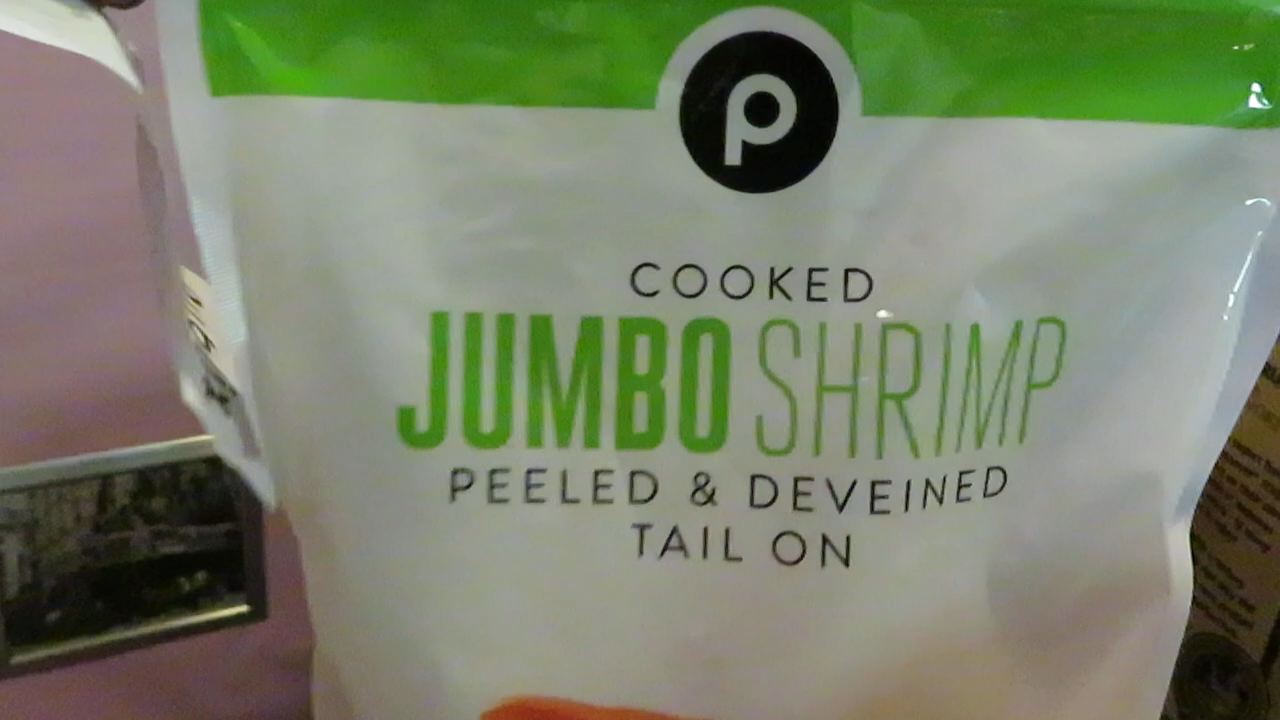 P
COOKED
JUMBO SHRIMP
PEELED & DEVEINED
TAIL ON